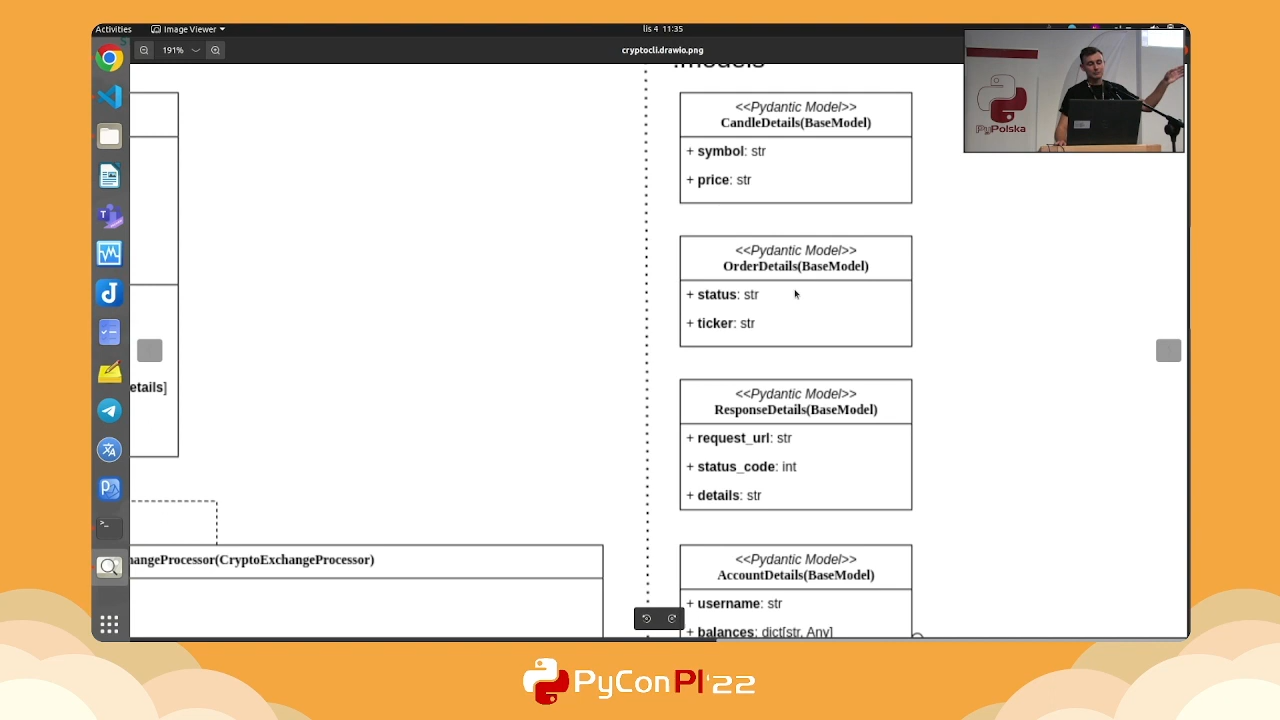 Activities
Image Viewer
lis 4 11:35
191%
cryptocli.drawio.png
.models
<<Pydantic Model>>
CandleDetails(BaseModel)
+ symbol: str
+ price: str
<<Pydantic Model>>
OrderDetails(BaseModel)
+ status: str
+ ticker: str
etails]
<<Pydantic Model>>
ResponseDetails(BaseModel)
+ request_url: str
+ status_code: int
+ details: str
hangeProcessor(CryptoExchangeProcessor)
<<Pydantic Model>>
AccountDetails(BaseModel)
+ username: str
+ balances: dict[str, Any]
PyPolska
PyConPl'22